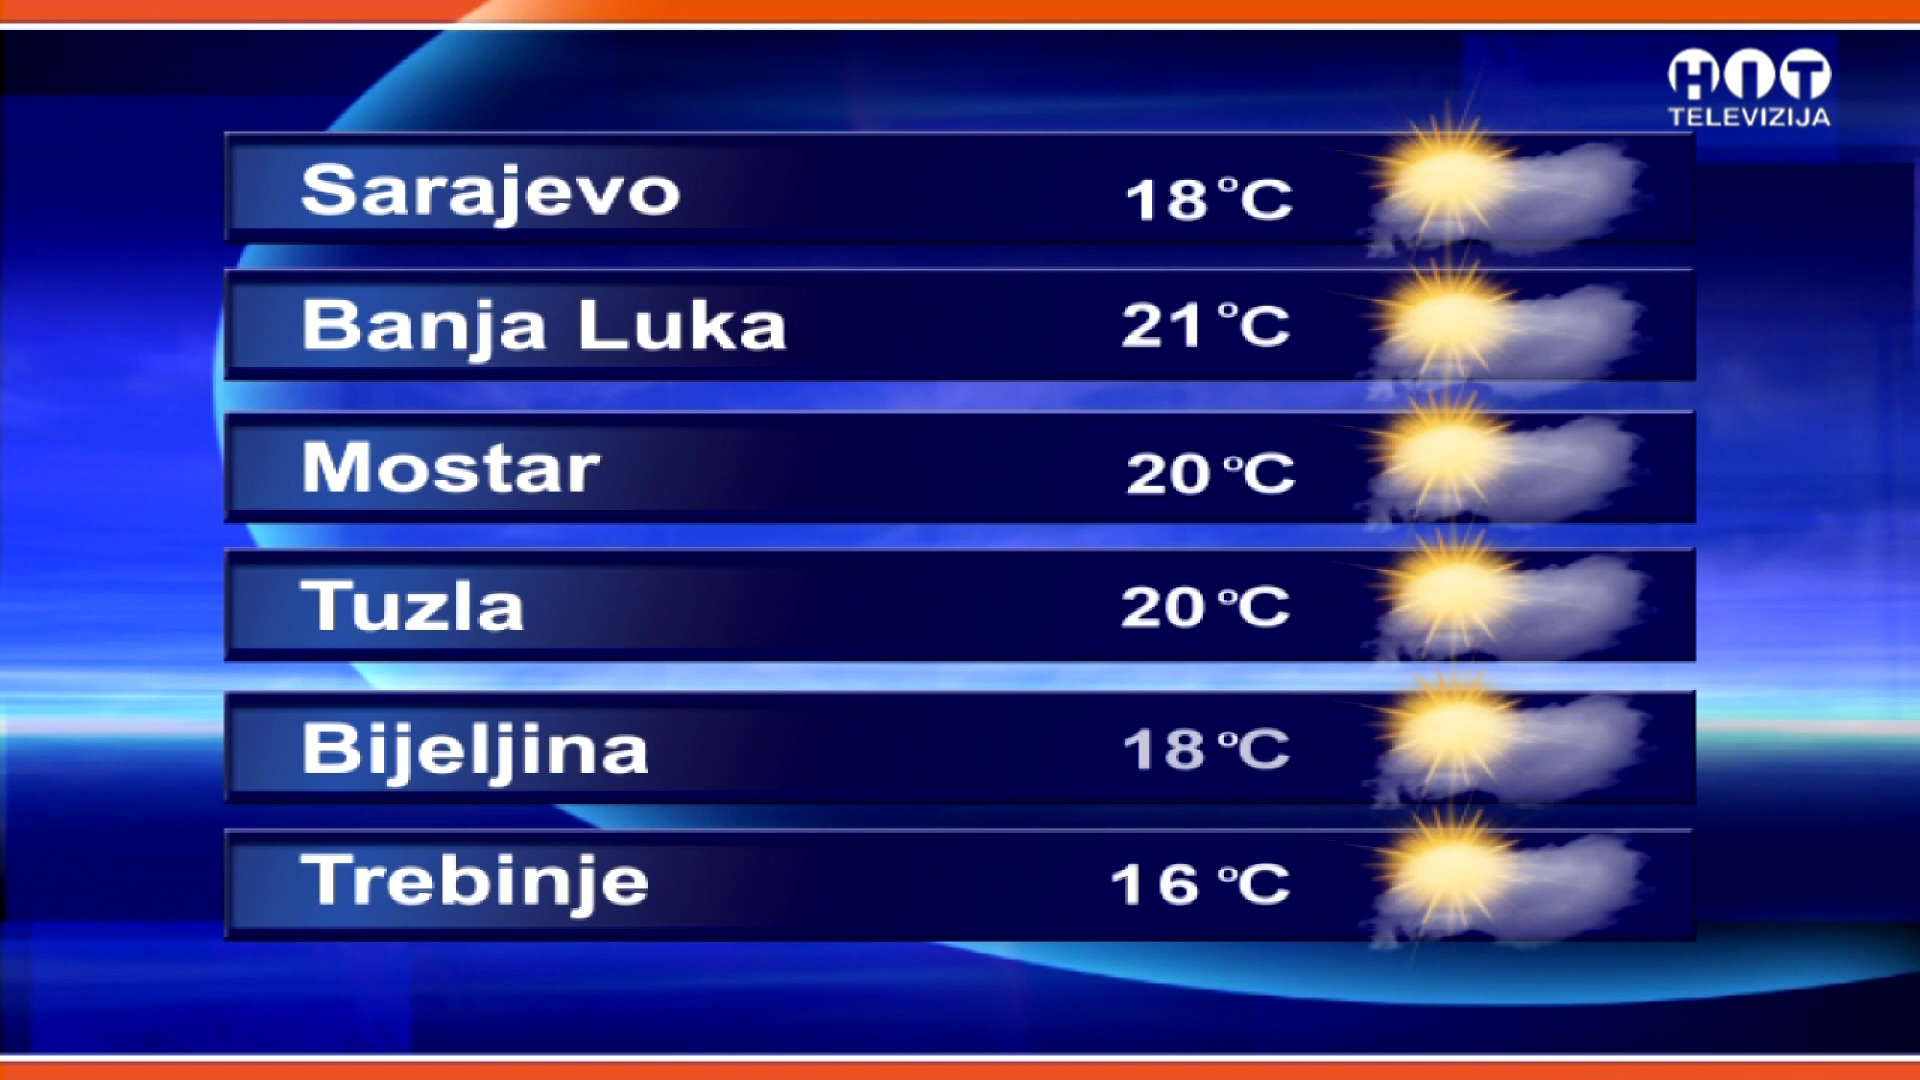 HIT
TELEVIZIJA
Sarajevo 18°C
Banja Luka 21°C
Mostar 20°C
Tuzla 20°C
Bijeljina 18°C
Trebinje 16°C